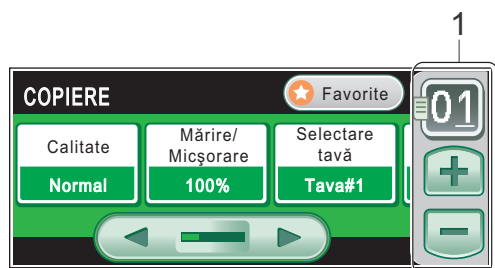 1
COPIERE
Favorite
01
Calitate
Normal
Mărire/
Micşorare
100%
Selectare
tavă
Tava#1
+
-